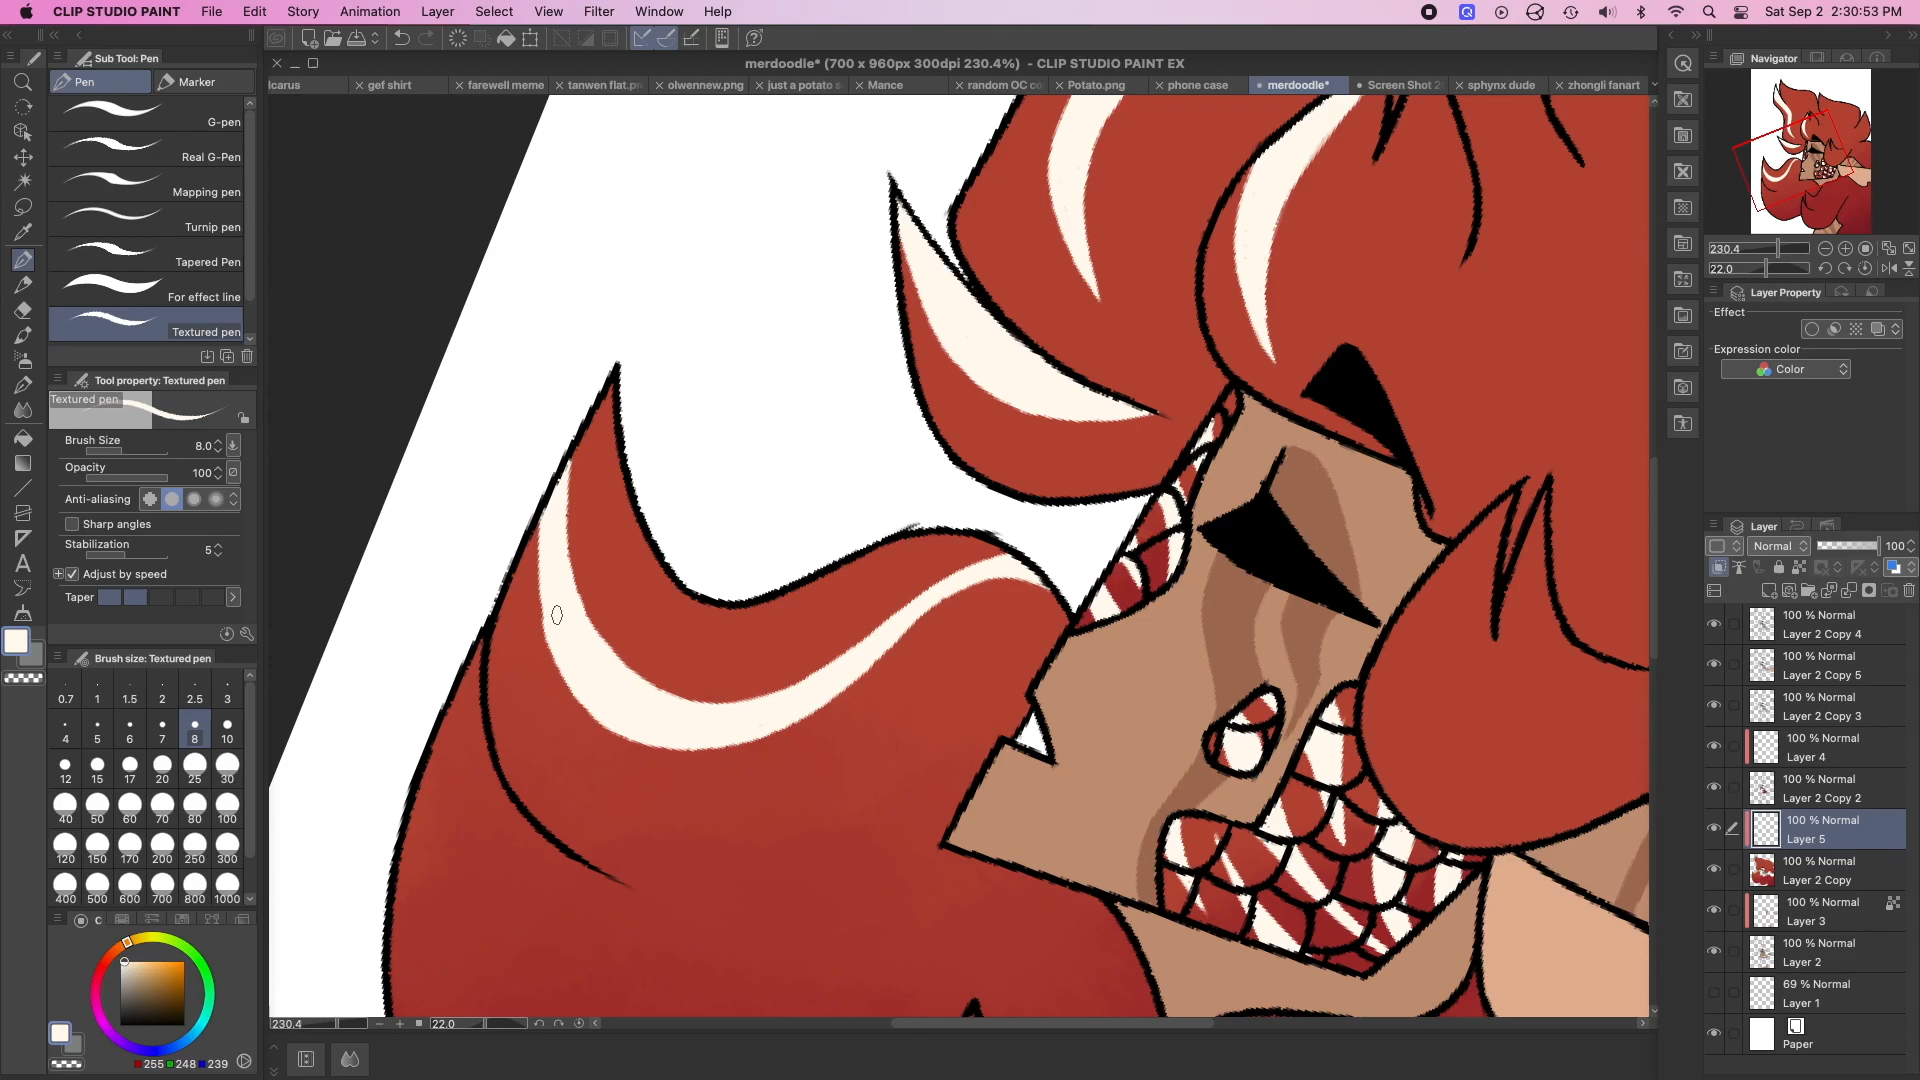 CLIP STUDIO PAINT File Edit Story Animation Layer Select View Filter Window Help Sat Sep 2 2:30:53 PM
merdoodle* (700 x 960px 300dpi 230.4%) - CLIP STUDIO PAINT EX
Icarus gef shirt farewell meme tanwen flat.pn olwennew.png just a potato s Mance random OC co Potato.png phone case merdoodle* Screen Shot 2 sphynx dude zhongli fanart
Sub Tool: Pen
Pen Marker
G-pen
Real G-Pen
Mapping pen
Turnip pen
Tapered Pen
For effect line
Textured pen
Tool property: Textured pen
Textured pen
Brush Size 8.0
Opacity 100
Anti-aliasing
Sharp angles
Stabilization 5
Adjust by speed
Taper
Brush size: Textured pen
0.7 1 1.5 2 2.5 3
4 5 6 7 8 10
12 15 17 20 25 30
40 50 60 70 80 100
120 150 170 200 250 300
400 500 600 700 800 1000
C
255 248 239
230.4 22.0
Navigator
230.4
22.0
Layer Property
Effect
Expression color
Color
Layer
Normal 100
100 % Normal
Layer 2 Copy 4
100 % Normal
Layer 2 Copy 5
100 % Normal
Layer 2 Copy 3
100 % Normal
Layer 4
100 % Normal
Layer 2 Copy 2
100 % Normal
Layer 5
100 % Normal
Layer 2 Copy
100 % Normal
Layer 3
100 % Normal
Layer 2
69 % Normal
Layer 1
Paper